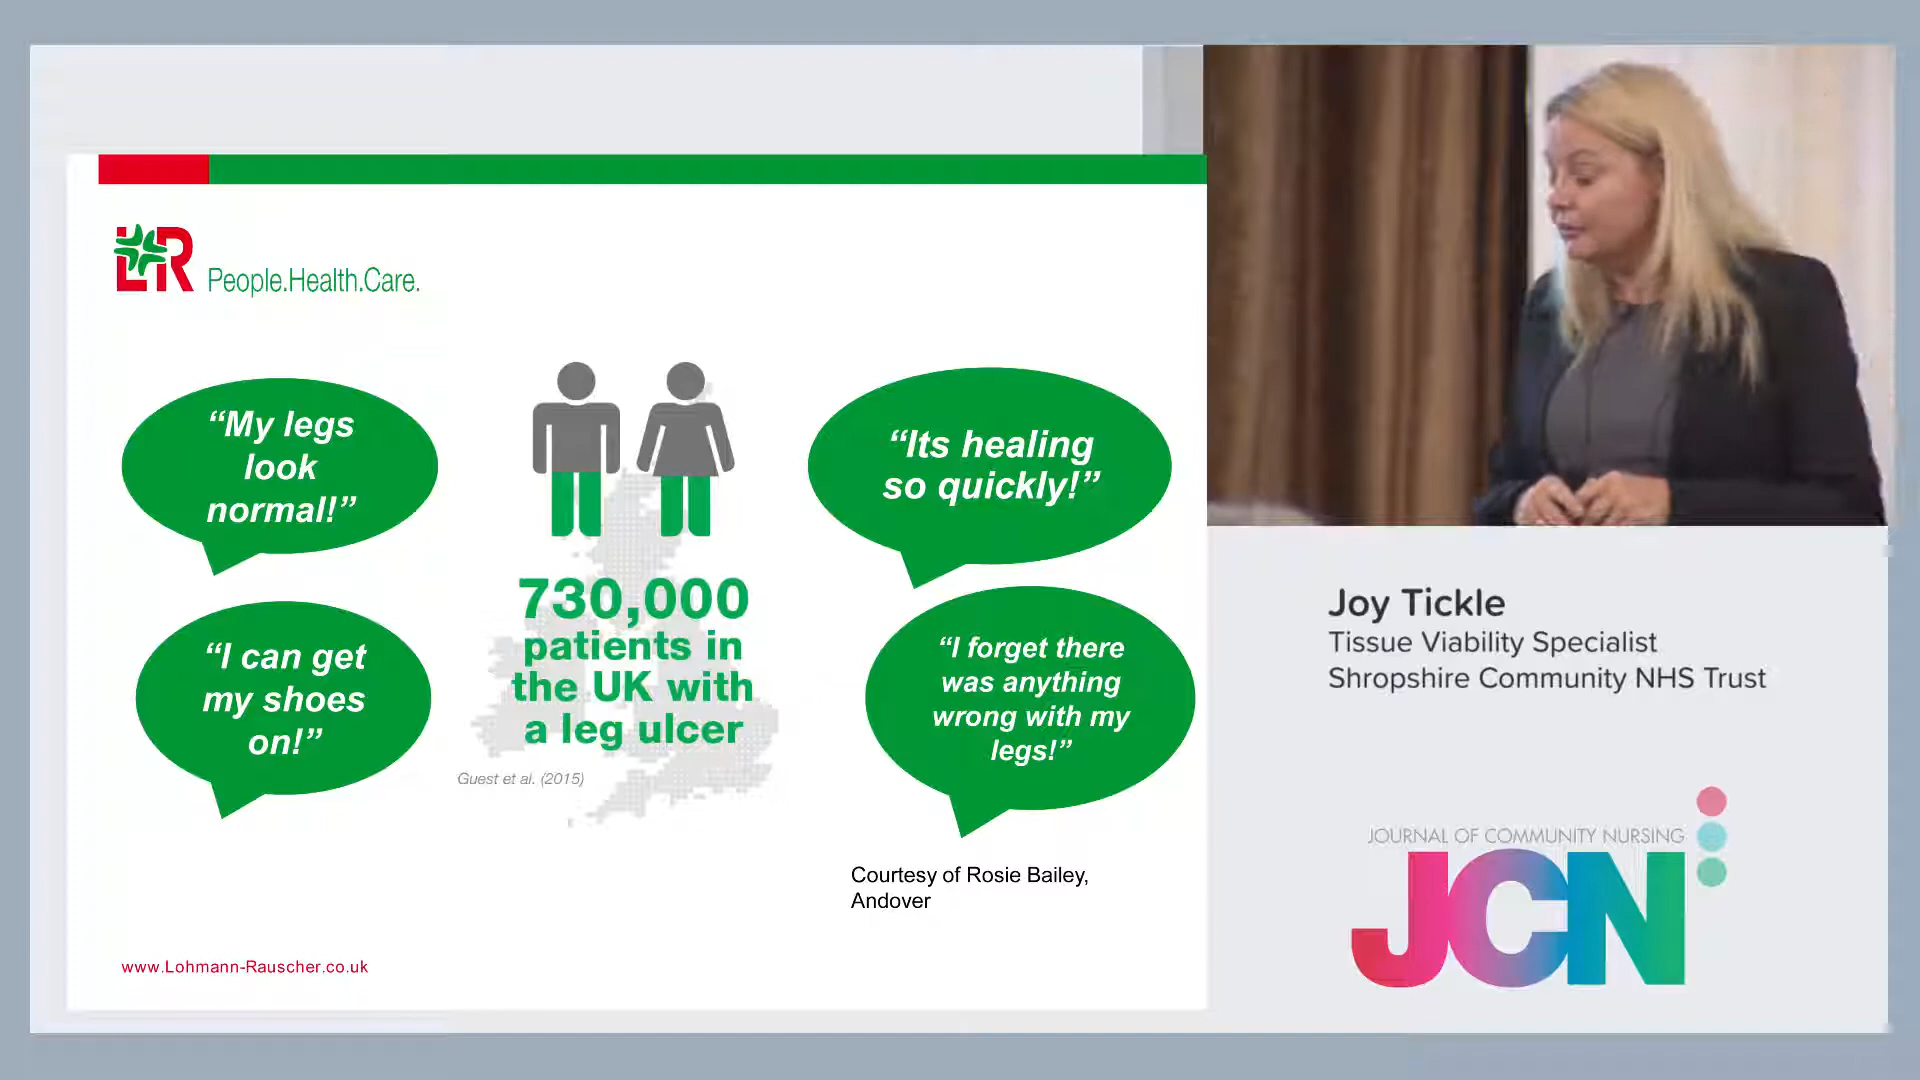 L&R People.Health.Care.
“My legs
look
normal!”
“I can get
my shoes
on!”
730,000
patients in
the UK with
a leg ulcer
Guest et al. (2015)
“Its healing
so quickly!”
“I forget there
was anything
wrong with my
legs!”
Courtesy of Rosie Bailey,
Andover
www.Lohmann-Rauscher.co.uk
Joy Tickle
Tissue Viability Specialist
Shropshire Community NHS Trust
JOURNAL OF COMMUNITY NURSING
JCN